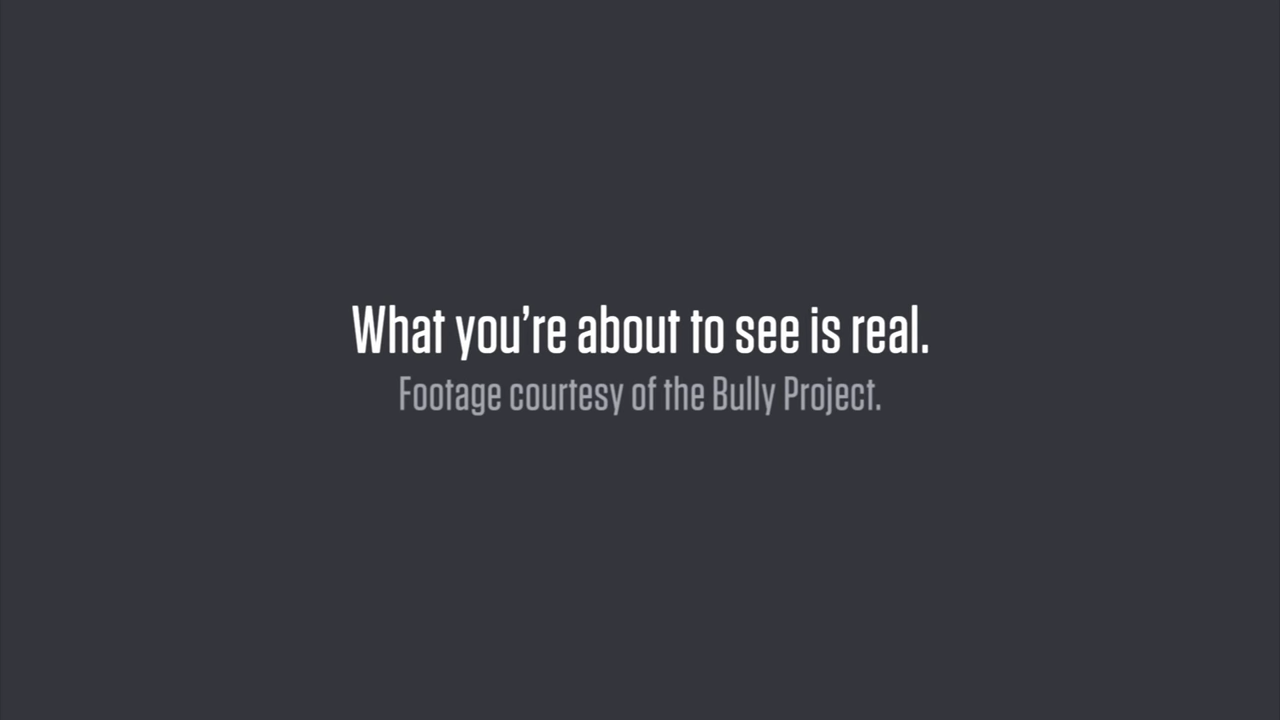 What you’re about to see is real.
Footage courtesy of the Bully Project.